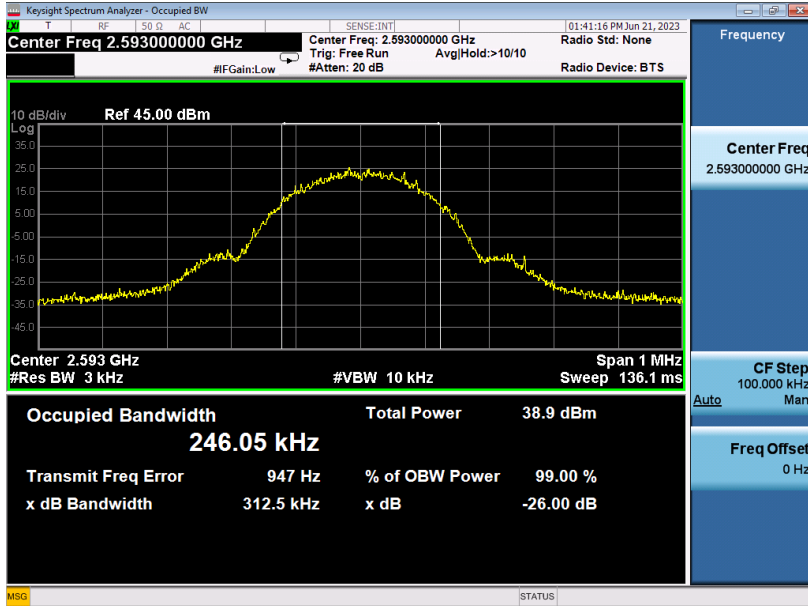 Keysight Spectrum Analyzer - Occupied BW
LXI T RF 50 Ω AC SENSE:INT 01:41:16 PM Jun 21, 2023
Center Freq 2.593000000 GHz
Center Freq: 2.593000000 GHz Radio Std: None
Trig: Free Run Avg|Hold:>10/10
#IFGain:Low #Atten: 20 dB Radio Device: BTS
Frequency
10 dB/div Ref 45.00 dBm
Log
35.0
25.0
15.0
5.00
-5.00
-15.0
-25.0
-35.0
-45.0
Center 2.593 GHz Span 1 MHz
#Res BW 3 kHz #VBW 10 kHz Sweep 136.1 ms
Occupied Bandwidth Total Power 38.9 dBm
246.05 kHz
Transmit Freq Error 947 Hz % of OBW Power 99.00 %
x dB Bandwidth 312.5 kHz x dB -26.00 dB
Center Freq
2.593000000 GHz
CF Step
100.000 kHz
Auto Man
Freq Offset
0 Hz
MSG STATUS